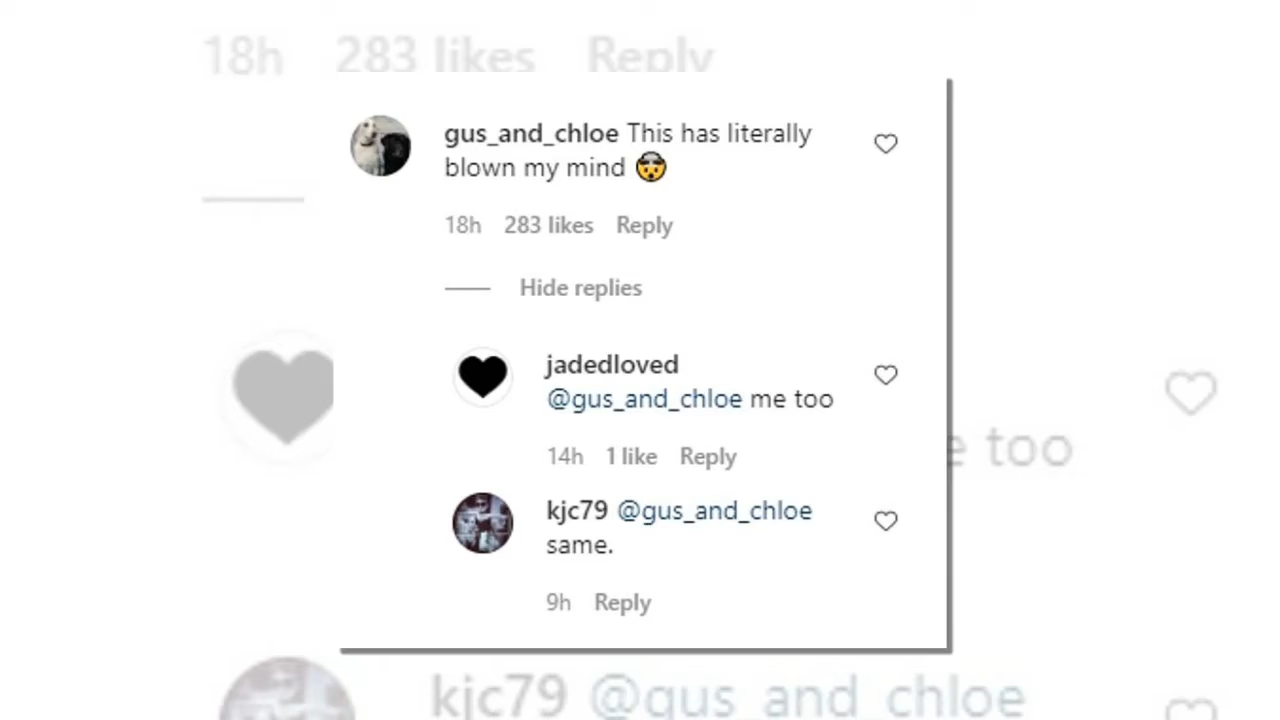 18h 283 likes Reply
gus_and_chloe This has literally
blown my mind 🤯
18h 283 likes Reply
Hide replies
jadedloved
@gus_and_chloe me too
14h 1 like Reply
kjc79 @gus_and_chloe
same.
9h Reply
e too
kjc79 @gus_and_chloe